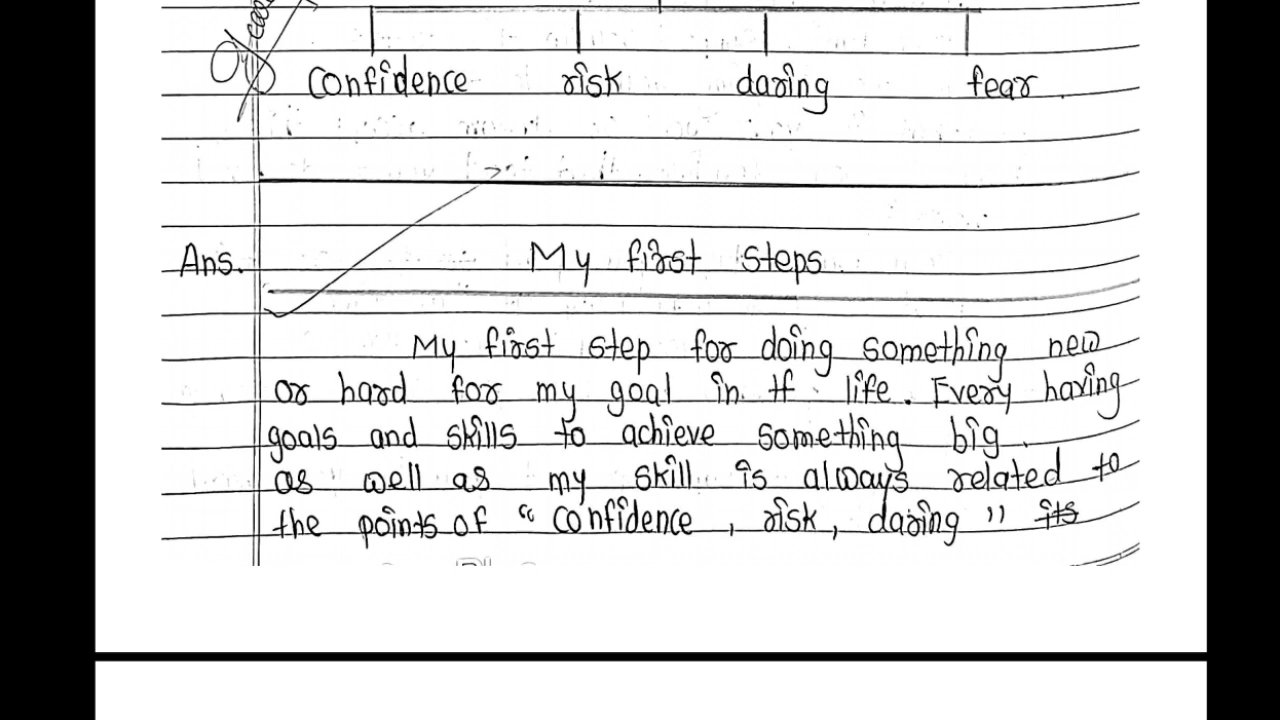 Confidence risk daring fear
Ans. My first steps
My first step for doing something new
or hard for my goal in # life. Every having
goals and skills to achieve something big.
as well as my skill is always related to
the points of "Confidence, risk, daring" its